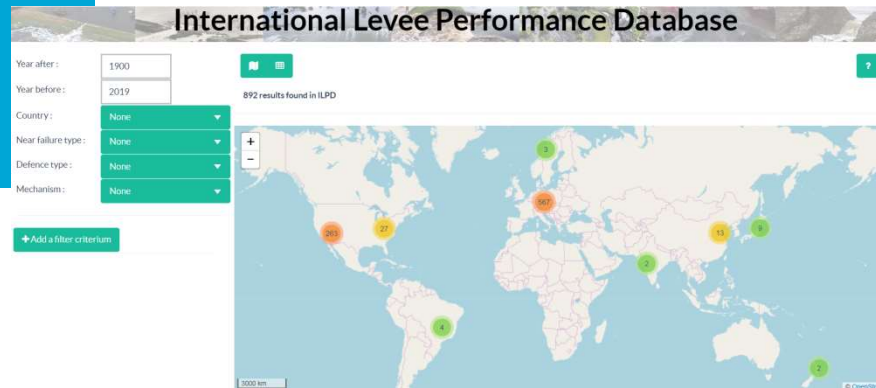 International Levee Performance Database
Year after : 1900
Year before : 2019
Country : None
Near failure type : None
Defence type : None
Mechanism : None
+ Add a filter criterium
?
892 results found in ILPD
+
−
3
567
263
27
13
9
2
4
2
3000 km